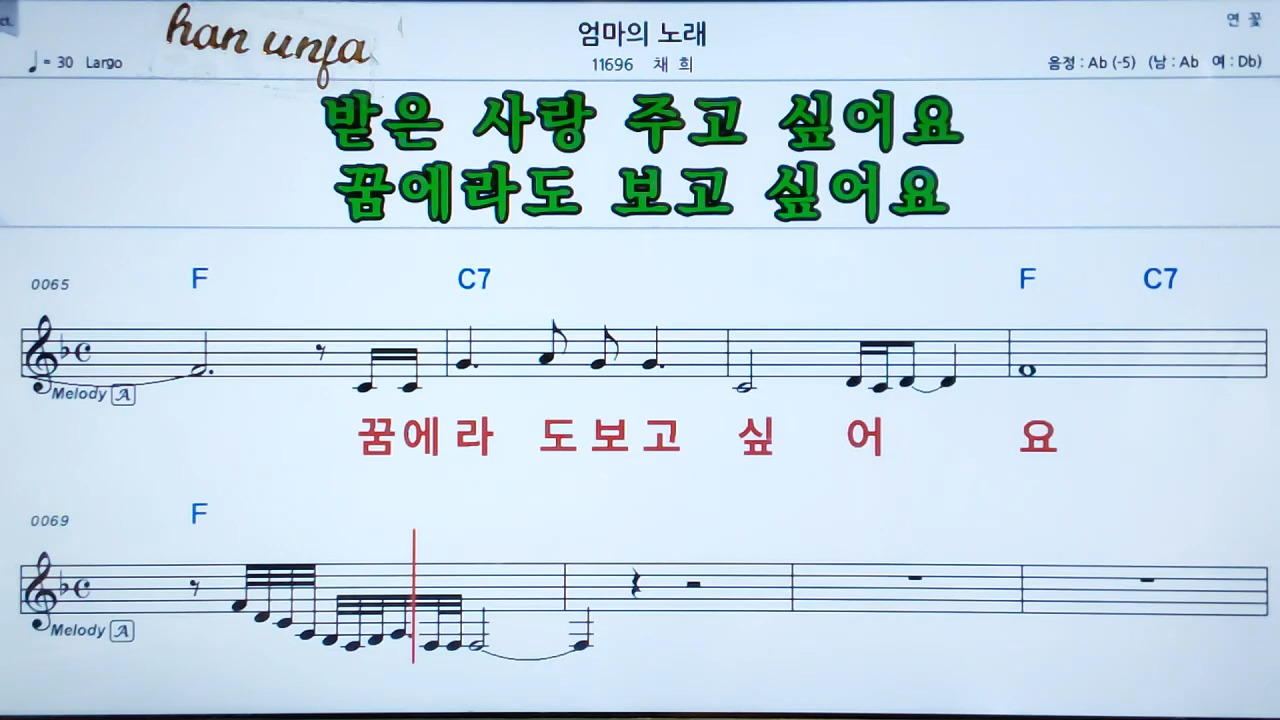 ct.
han unja
엄마의 노래
연 꽃
♩= 30 Largo
11696 채 희
음정 : Ab (-5) (남 : Ab 여 : Db)
받은 사랑 주고 싶어요
꿈에라도 보고 싶어요
0065 F C7 F C7
Melody A
꿈에 라 도보고 싶 어 요
0069 F
Melody A